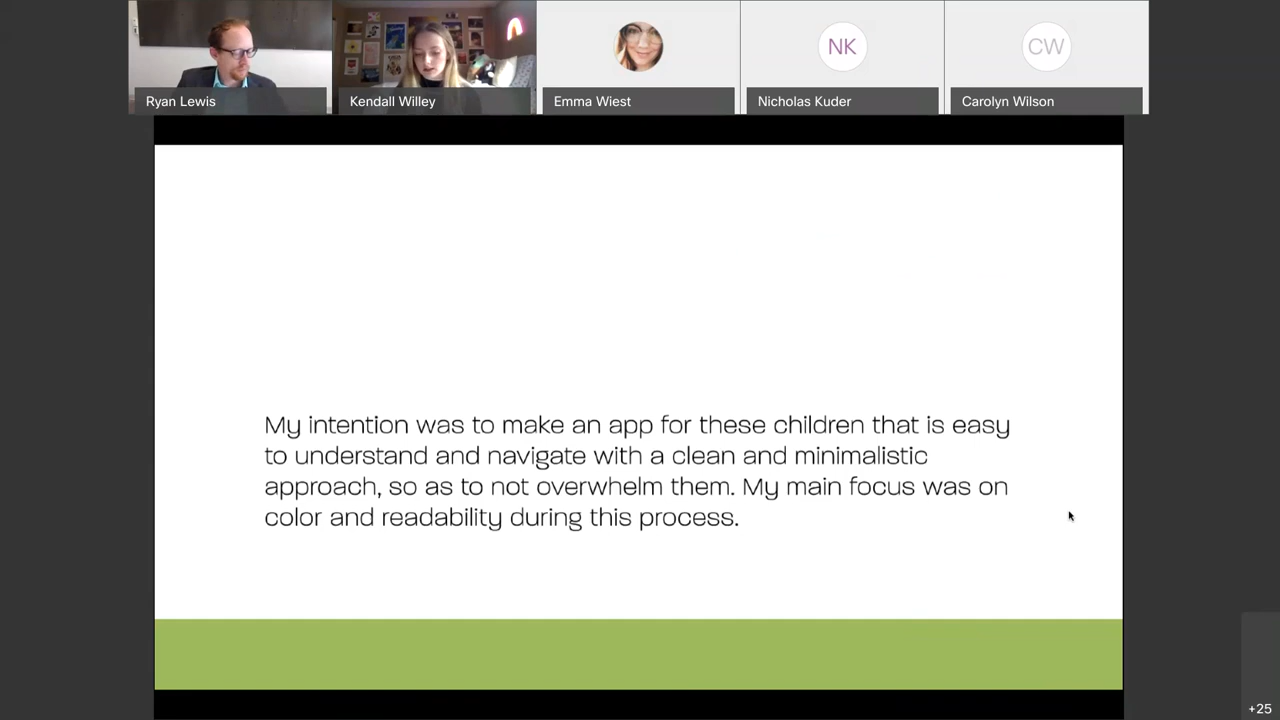 Ryan Lewis
Kendall Willey
Emma Wiest
NK
Nicholas Kuder
CW
Carolyn Wilson
My intention was to make an app for these children that is easy
to understand and navigate with a clean and minimalistic
approach, so as to not overwhelm them. My main focus was on
color and readability during this process.
+25